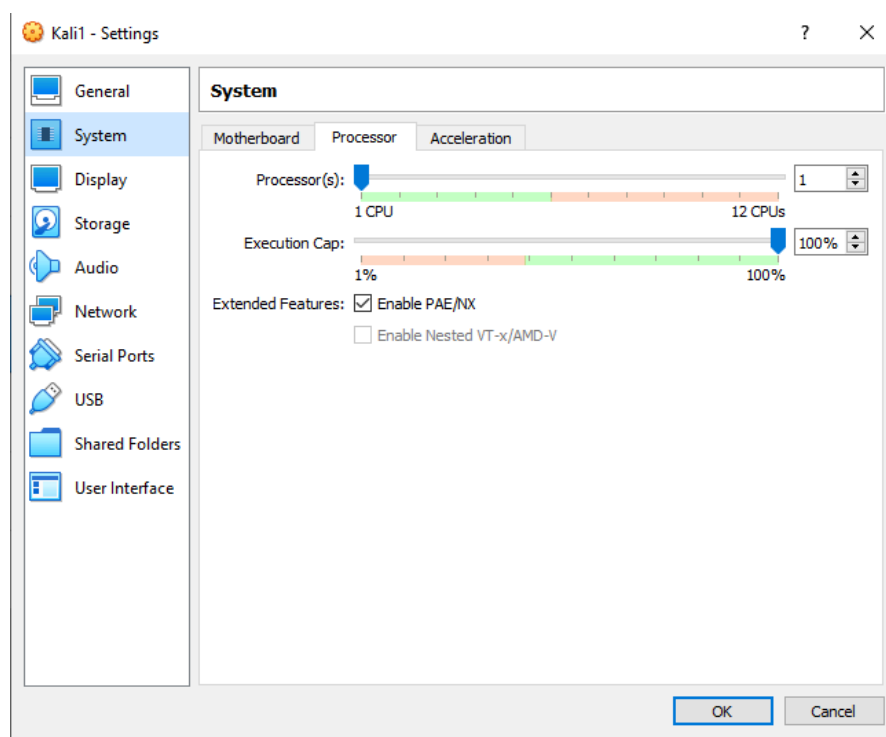 Kali1 - Settings
?
General
System
Display
Storage
Audio
Network
Serial Ports
USB
Shared Folders
User Interface
System
Motherboard Processor Acceleration
Processor(s): 1
1 CPU 12 CPUs
Execution Cap: 100%
1% 100%
Extended Features: Enable PAE/NX
Enable Nested VT-x/AMD-V
OK Cancel